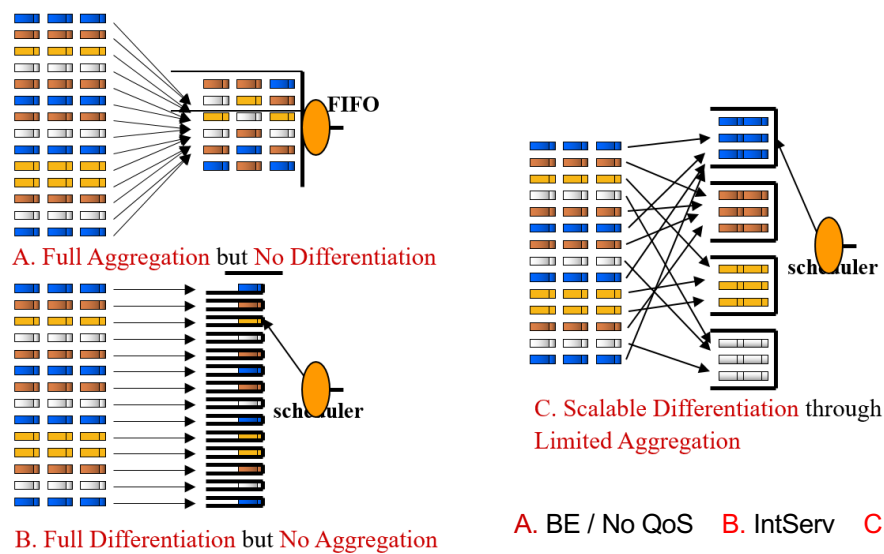 FIFO
A. Full Aggregation but No Differentiation
scheduler
B. Full Differentiation but No Aggregation
scheduler
C. Scalable Differentiation through
Limited Aggregation
A. BE / No QoS B. IntServ C